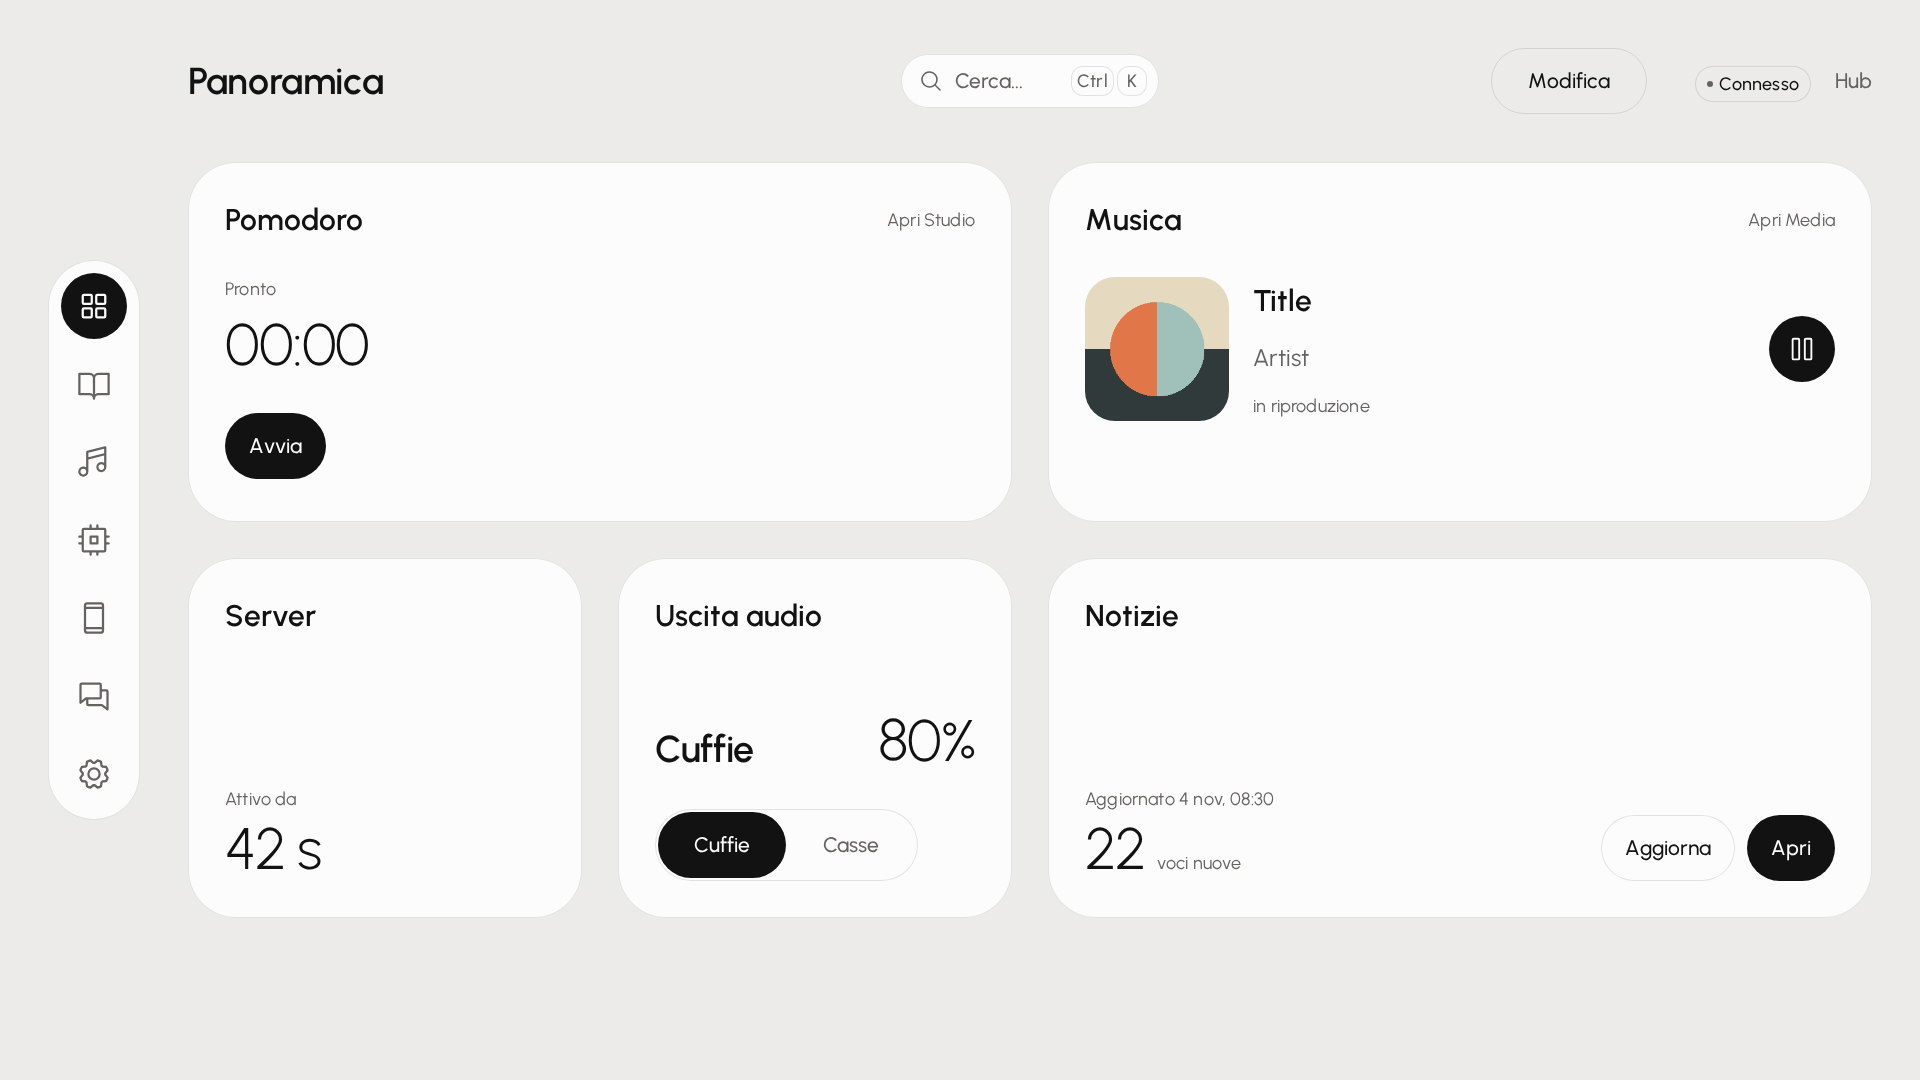 Panoramica
Cerca...
Ctrl K
Modifica
Connesso
Hub
Pomodoro
Apri Studio
Pronto
00:00
Avvia
Musica
Apri Media
Title
Artist
in riproduzione
Server
Attivo da
42 s
Uscita audio
Cuffie
80%
Cuffie
Casse
Notizie
Aggiornato 4 nov, 08:30
22 voci nuove
Aggiorna
Apri